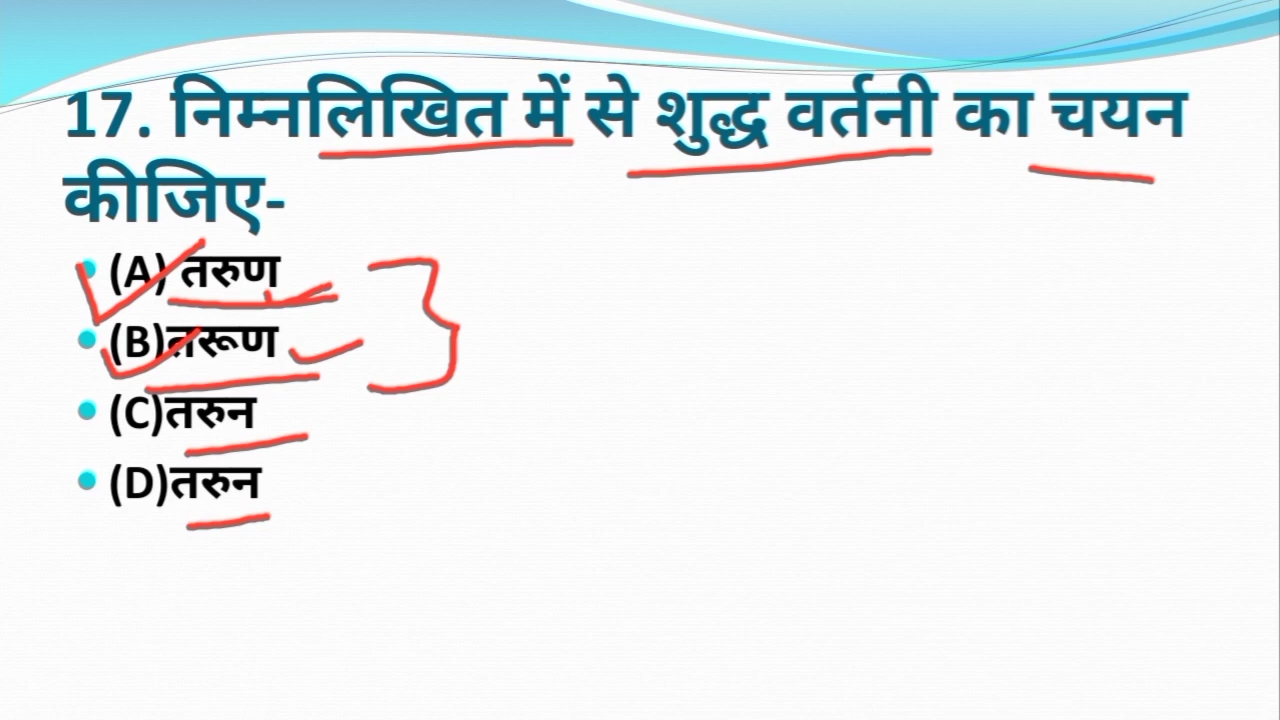 17. निम्नलिखित में से शुद्ध वर्तनी का चयन
कीजिए-
(A) तरुण
(B)तरूण
(C)तरुन
(D)तरुन